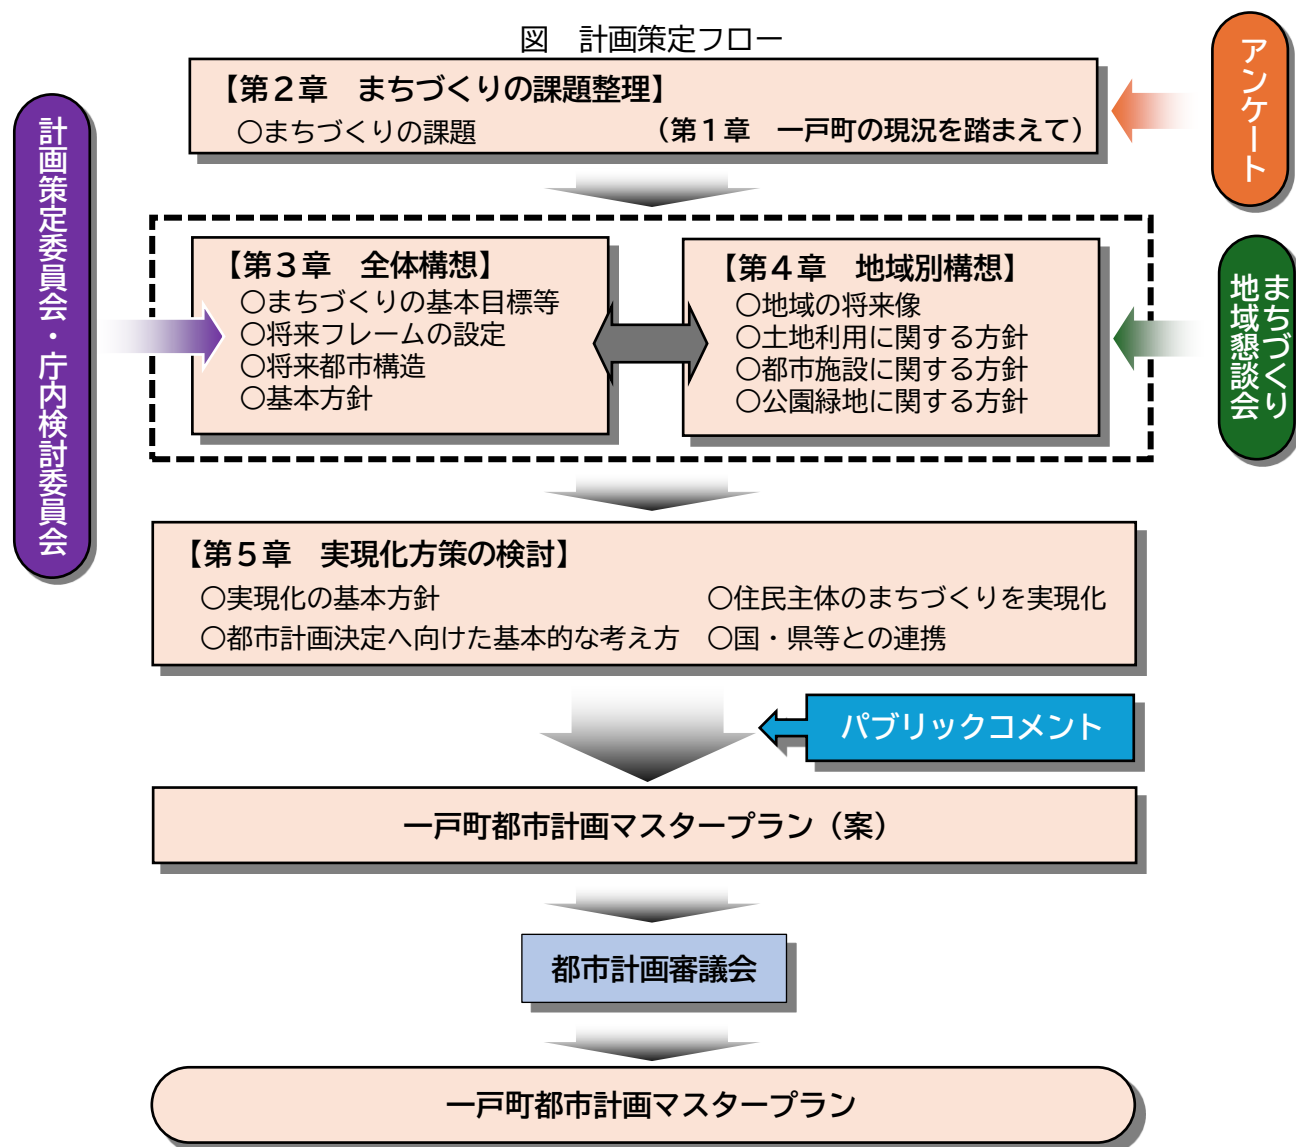 図　計画策定フロー
【第２章　まちづくりの課題整理】
○まちづくりの課題
（第１章　一戸町の現況を踏まえて）
アンケート
計画策定委員会・庁内検討委員会
【第３章　全体構想】
○まちづくりの基本目標等
○将来フレームの設定
○将来都市構造
○基本方針
【第４章　地域別構想】
○地域の将来像
○土地利用に関する方針
○都市施設に関する方針
○公園緑地に関する方針
まちづくり
地域懇談会
【第５章　実現化方策の検討】
○実現化の基本方針
○住民主体のまちづくりを実現化
○都市計画決定へ向けた基本的な考え方
○国・県等との連携
パブリックコメント
一戸町都市計画マスタープラン（案）
都市計画審議会
一戸町都市計画マスタープラン